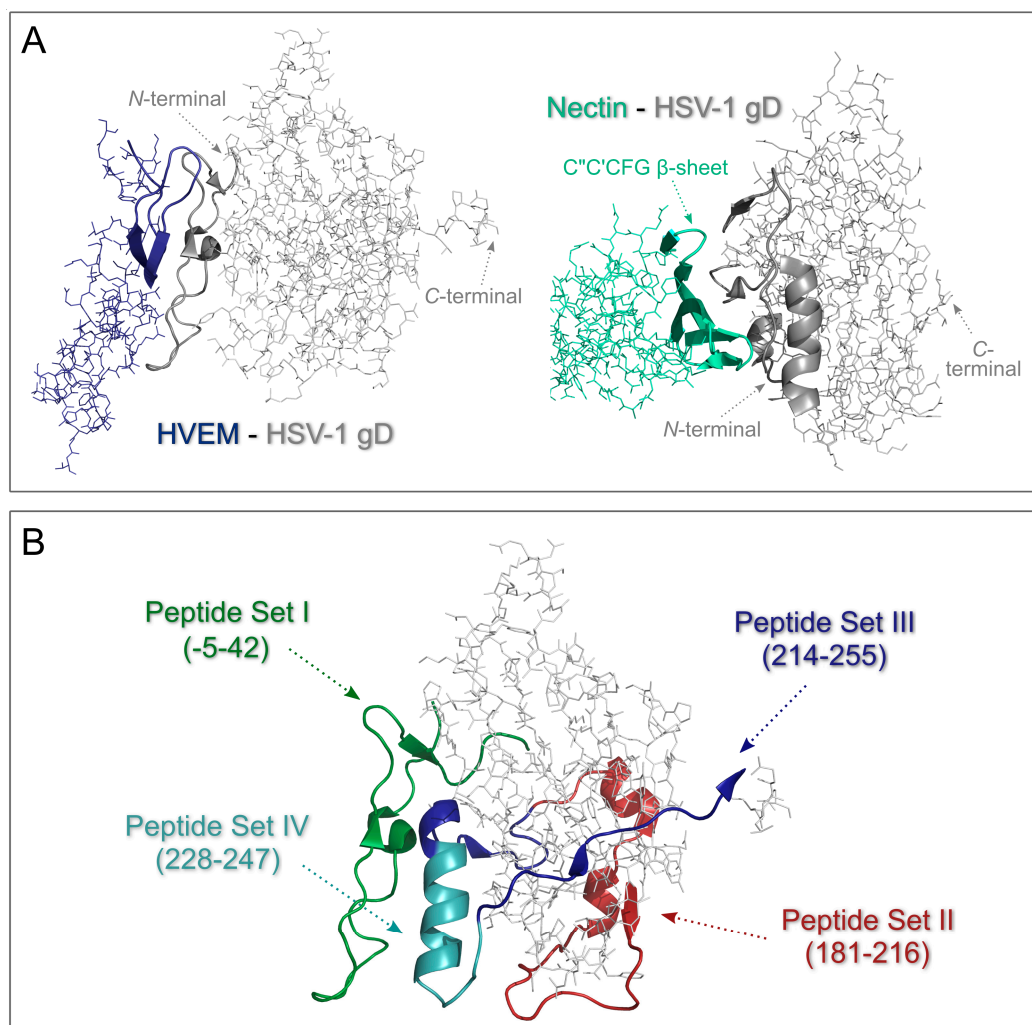 A
N-terminal
C-terminal
HVEM - HSV-1 gD
Nectin - HSV-1 gD
C"C'CFG β-sheet
C-
terminal
N-terminal
B
Peptide Set I
(-5-42)
Peptide Set III
(214-255)
Peptide Set IV
(228-247)
Peptide Set II
(181-216)